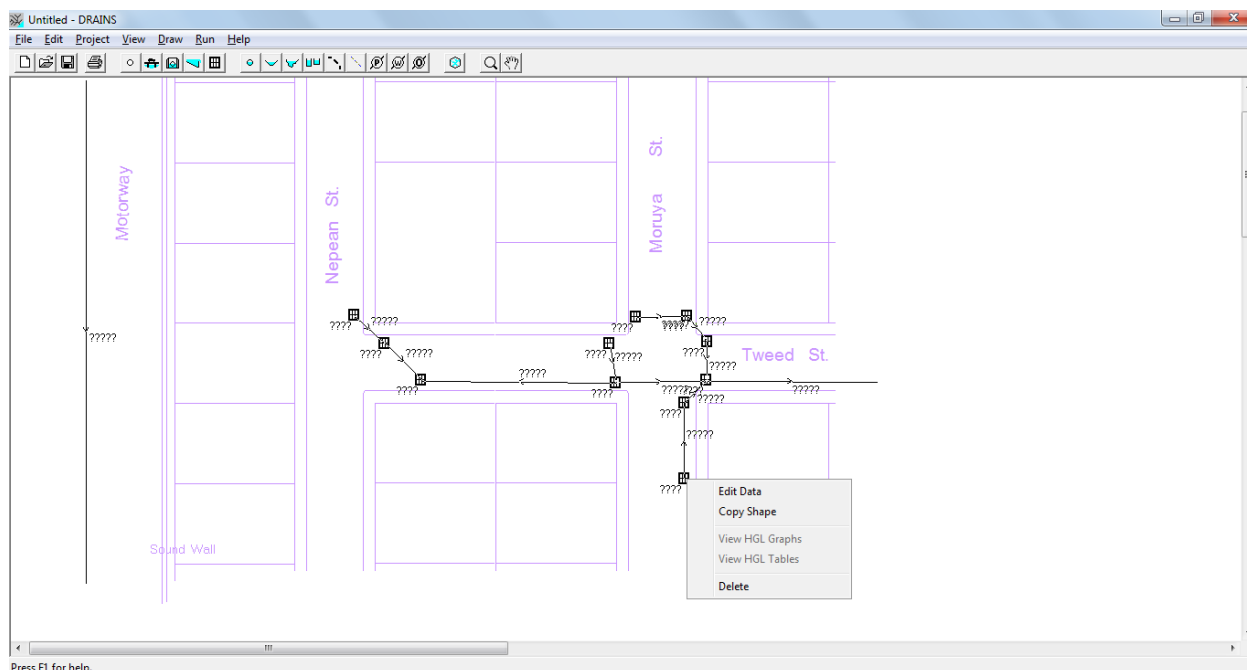 Untitled - DRAINS
File Edit Project View Draw Run Help
Motorway
Nepean St.
Moruya St.
Tweed St.
Sound Wall
?????
????
?????
????
?????
????
?????
????
?????
????
????
????
?????
????
?????
?????
????
?????
?????
????
?????
????
Edit Data
Copy Shape
View HGL Graphs
View HGL Tables
Delete
Press F1 for help.